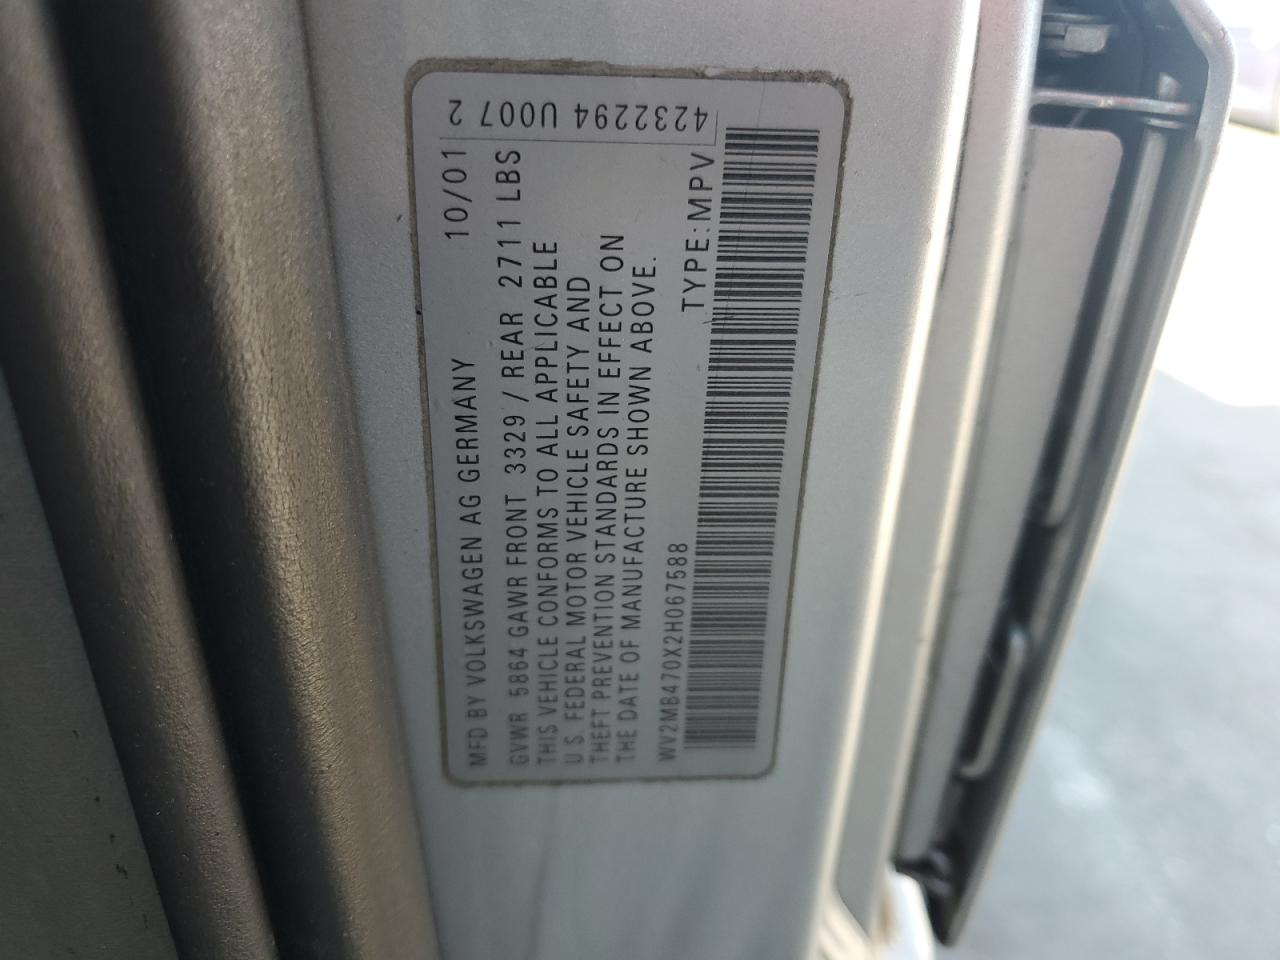 MFD BY VOLKSWAGEN AG GERMANY 10/01
GVWR 5864 GAWR FRONT 3329 / REAR 2711 LBS
THIS VEHICLE CONFORMS TO ALL APPLICABLE
U.S. FEDERAL MOTOR VEHICLE SAFETY AND
THEFT PREVENTION STANDARDS IN EFFECT ON
THE DATE OF MANUFACTURE SHOWN ABOVE.
WV2MB470X2H067588 TYPE:MPV
4232294 U007 2